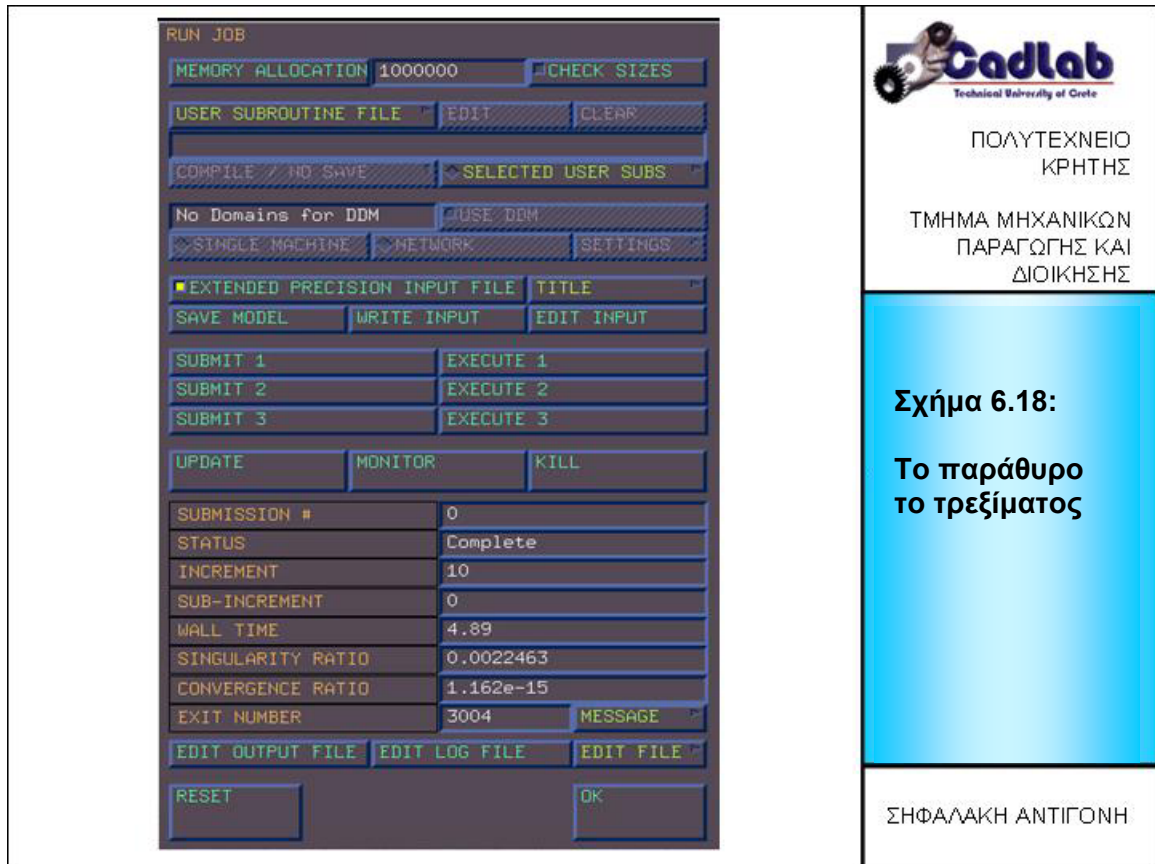 RUN JOB
MEMORY ALLOCATION 1000000 CHECK SIZES
USER SUBROUTINE FILE EDIT CLEAR
COMPILE / NO SAVE SELECTED USER SUBS
No Domains for DDM USE DDM
SINGLE MACHINE NETWORK SETTINGS
EXTENDED PRECISION INPUT FILE TITLE
SAVE MODEL WRITE INPUT EDIT INPUT
SUBMIT 1 EXECUTE 1
SUBMIT 2 EXECUTE 2
SUBMIT 3 EXECUTE 3
UPDATE MONITOR KILL
SUBMISSION # 0
STATUS Complete
INCREMENT 10
SUB-INCREMENT 0
WALL TIME 4.89
SINGULARITY RATIO 0.0022463
CONVERGENCE RATIO 1.162e-15
EXIT NUMBER 3004 MESSAGE
EDIT OUTPUT FILE EDIT LOG FILE EDIT FILE
RESET OK
CadLab
Technical University of Crete
ΠΟΛΥΤΕΧΝΕΙΟ
ΚΡΗΤΗΣ
ΤΜΗΜΑ ΜΗΧΑΝΙΚΩΝ
ΠΑΡΑΓΩΓΗΣ ΚΑΙ
ΔΙΟΙΚΗΣΗΣ
Σχήμα 6.18:
Το παράθυρο
το τρεξίματος
ΣΗΦΑΛΑΚΗ ΑΝΤΙΓΟΝΗ